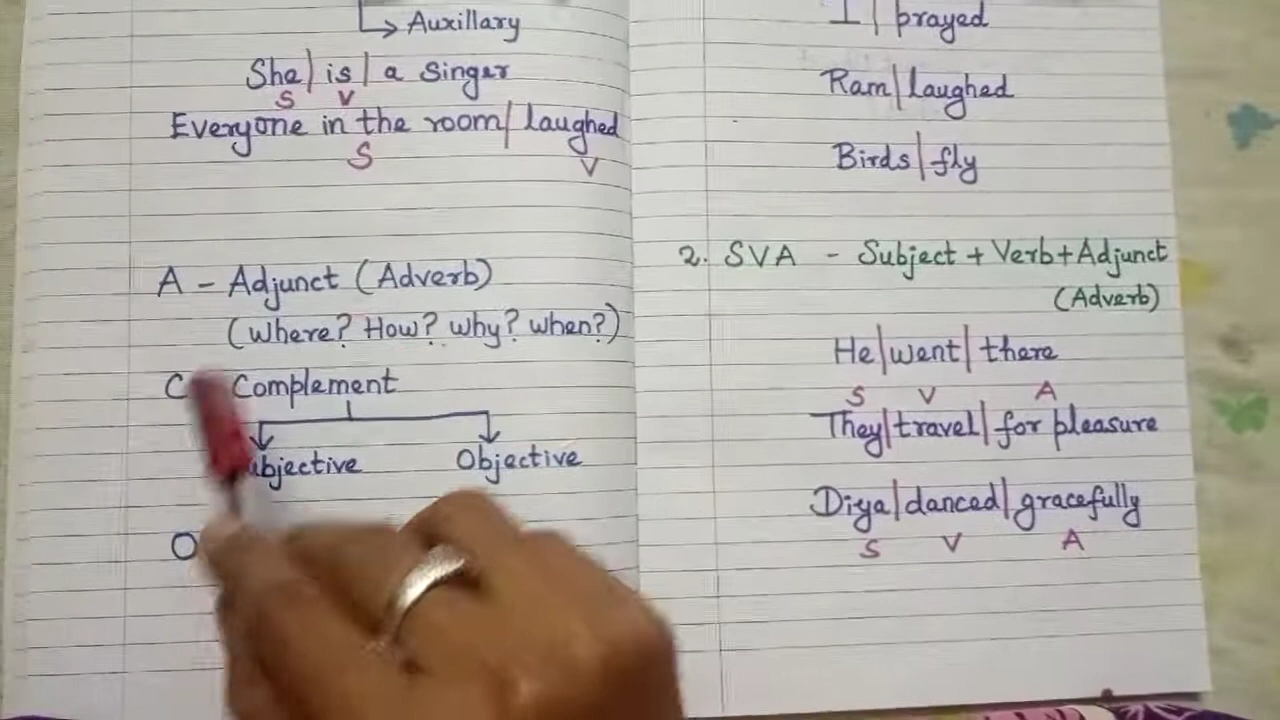 Auxillary
She | is | a singer
S V
Everyone in the room | laughed
S V
A - Adjunct (Adverb)
(Where? How? Why? When?)
C Complement
ubjective Objective
O
I | prayed
Ram | laughed
Birds | fly
2. SVA - Subject + Verb + Adjunct
(Adverb)
He | went | there
S V A
They | travel | for pleasure
Diya | danced | gracefully
S V A